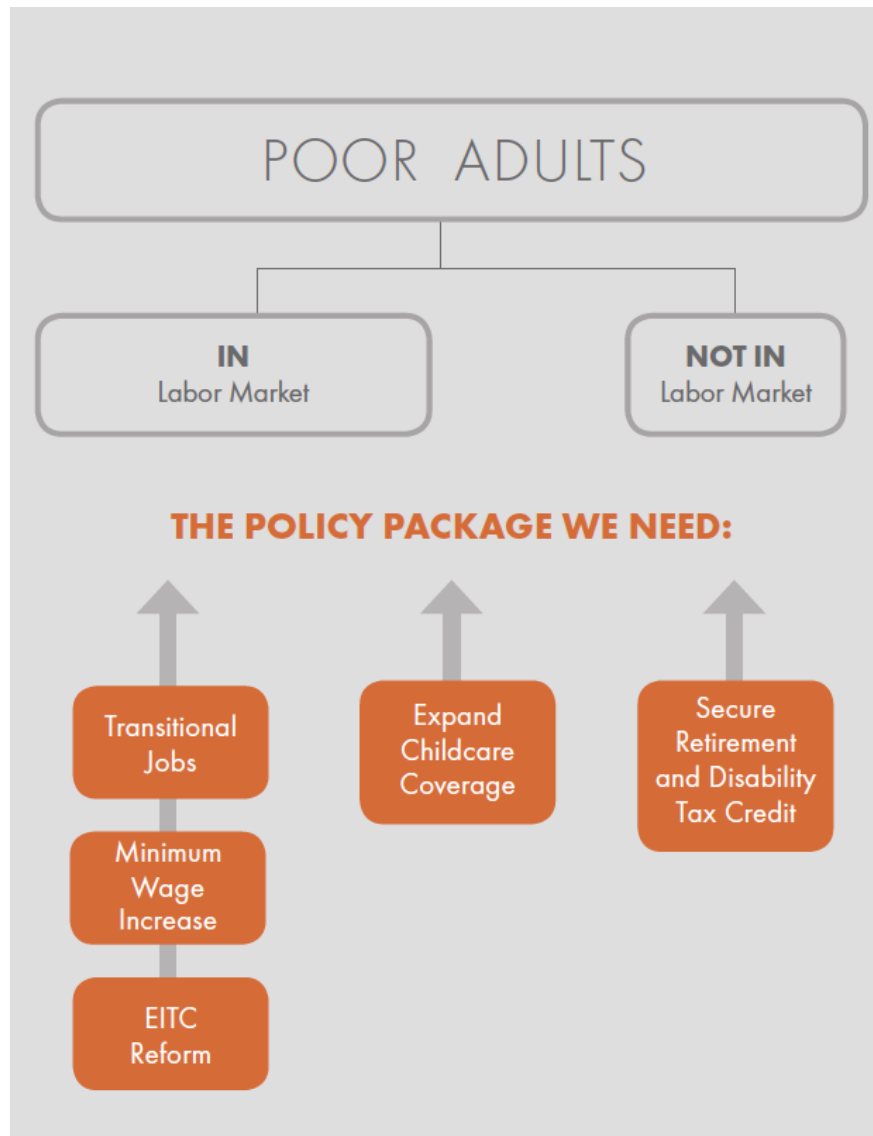 POOR ADULTS
IN
Labor Market
NOT IN
Labor Market
THE POLICY PACKAGE WE NEED:
Transitional
Jobs
Minimum
Wage
Increase
EITC
Reform
Expand
Childcare
Coverage
Secure
Retirement
and Disability
Tax Credit